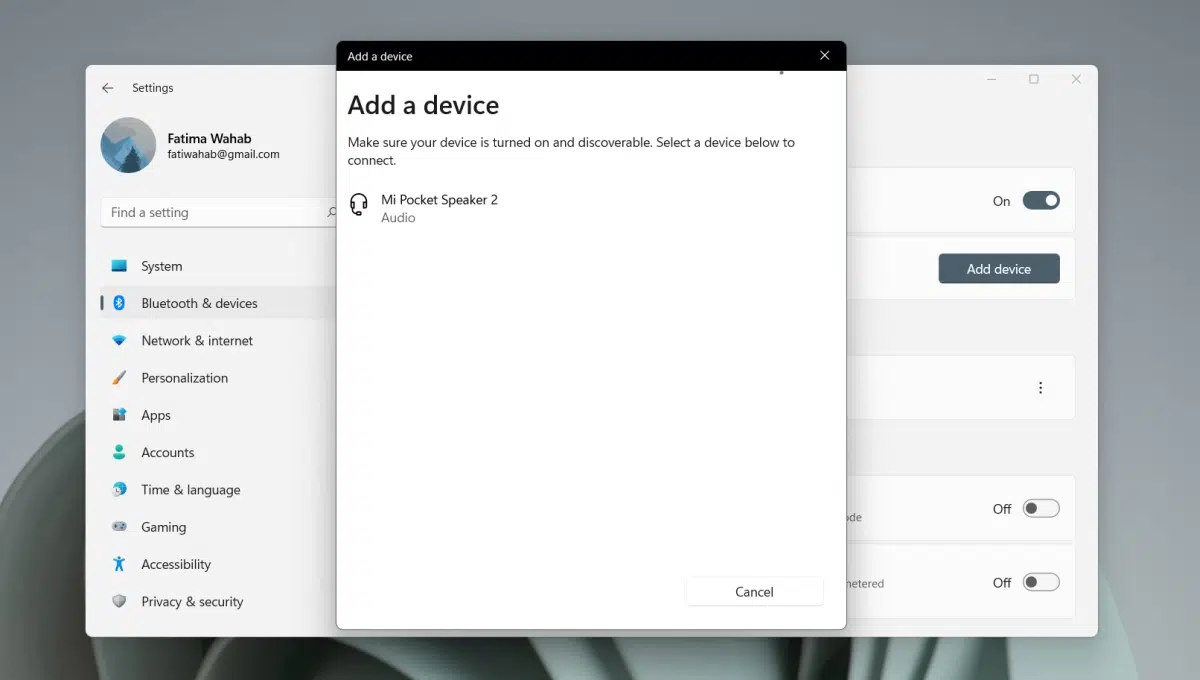 Add a device
Add a device
Make sure your device is turned on and discoverable. Select a device below to
connect.
Mi Pocket Speaker 2
Audio
Cancel
Settings
Fatima Wahab
fatiwahab@gmail.com
Find a setting
System
Bluetooth & devices
Network & internet
Personalization
Apps
Accounts
Time & language
Gaming
Accessibility
Privacy & security
On
Add device
Off
Off